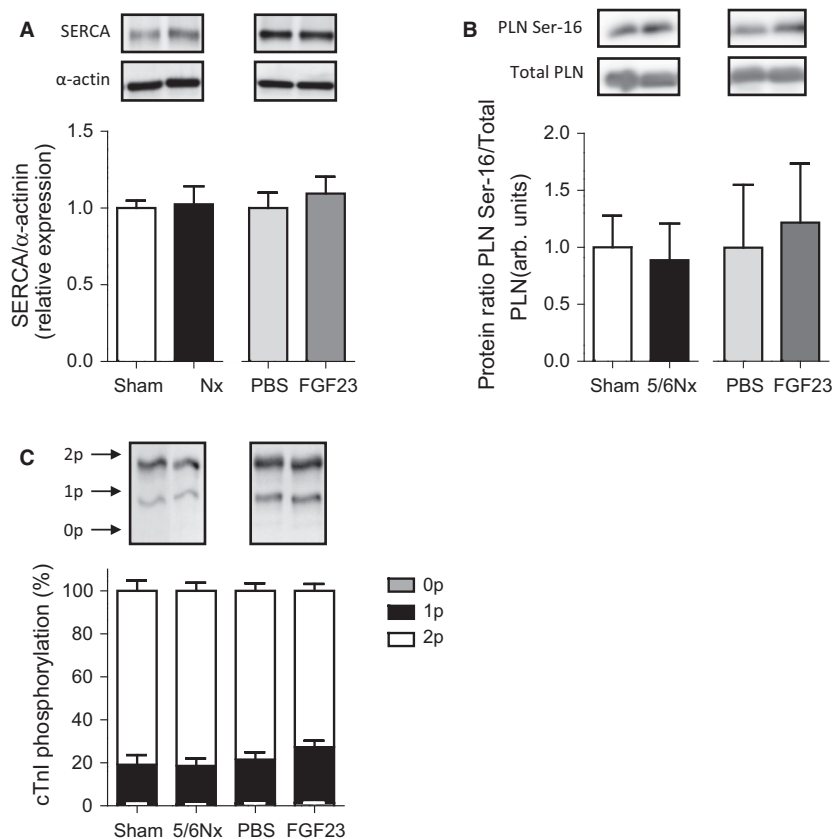 A
SERCA
α-actin
SERCA/α-actinin
(relative expression)
1.5
1.0
0.5
0.0
Sham Nx PBS FGF23
B
PLN Ser-16
Total PLN
Protein ratio PLN Ser-16/Total
PLN(arb. units)
2.0
1.5
1.0
0.5
0.0
Sham 5/6Nx PBS FGF23
C
2p
1p
0p
cTnI phosphorylation (%)
100
80
60
40
20
0
Sham 5/6Nx PBS FGF23
0p
1p
2p